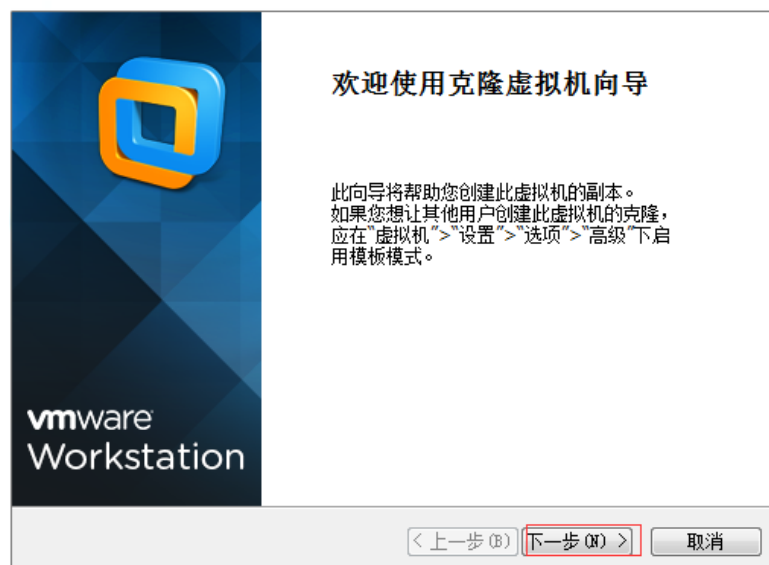 欢迎使用克隆虚拟机向导
此向导将帮助您创建此虚拟机的副本。
如果您想让其他用户创建此虚拟机的克隆，
应在"虚拟机">"设置">"选项">"高级"下启
用模板模式。
vmware
Workstation
< 上一步(B) 下一步(N) > 取消